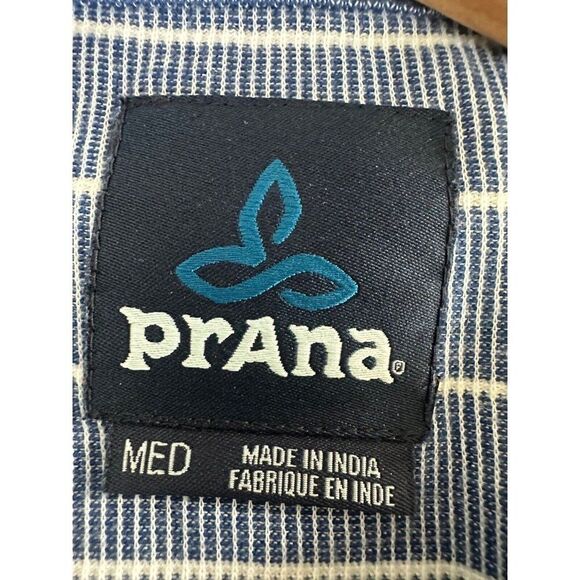 prAna®
MED
MADE IN INDIA
FABRIQUE EN INDE